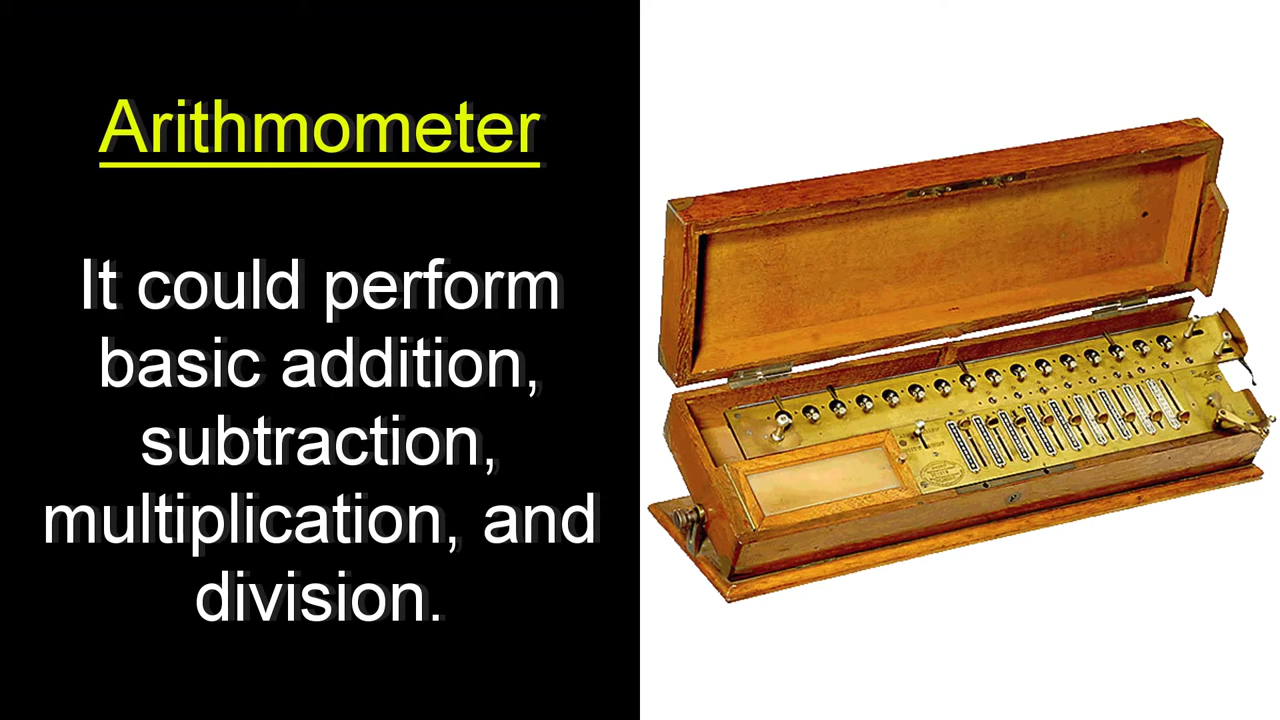 Arithmometer
It could perform
basic addition,
subtraction,
multiplication, and
division.